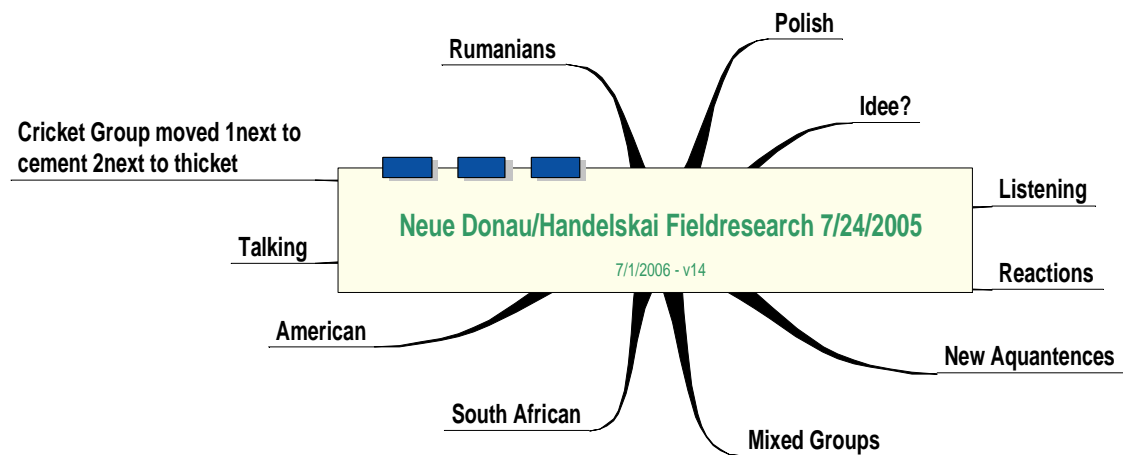 Polish
Rumanians
Idee?
Cricket Group moved 1next to
cement 2next to thicket
Listening
Neue Donau/Handelskai Fieldresearch 7/24/2005
Talking
7/1/2006 - v14
Reactions
American
New Aquantences
South African
Mixed Groups